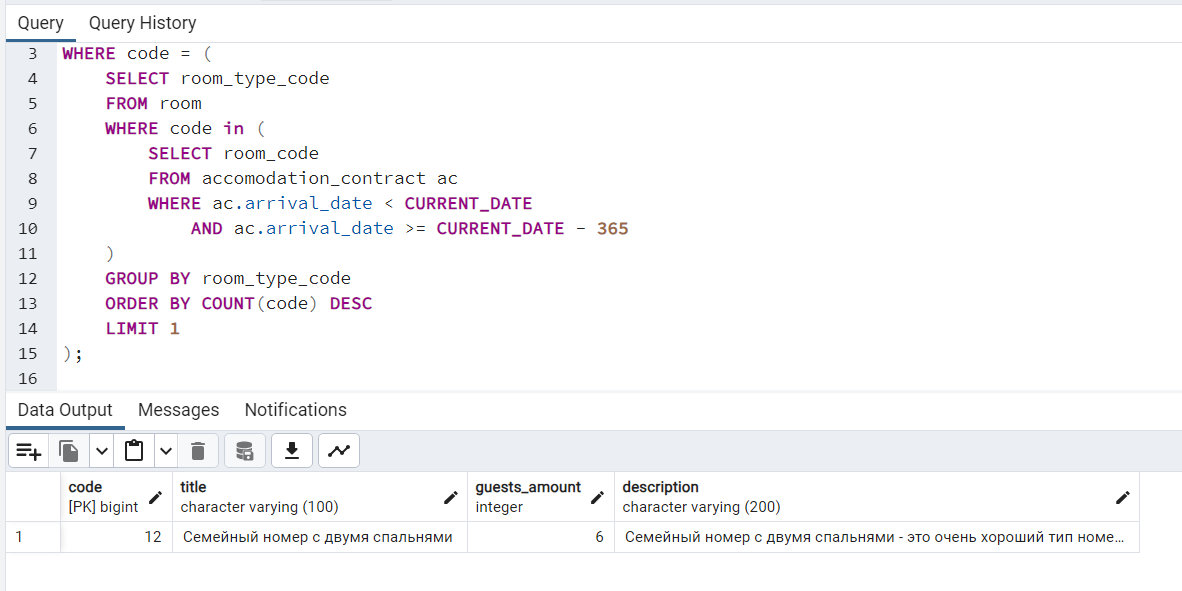 Query Query History
3 WHERE code = (
4 SELECT room_type_code
5 FROM room
6 WHERE code in (
7 SELECT room_code
8 FROM accomodation_contract ac
9 WHERE ac.arrival_date < CURRENT_DATE
10 AND ac.arrival_date >= CURRENT_DATE - 365
11 )
12 GROUP BY room_type_code
13 ORDER BY COUNT(code) DESC
14 LIMIT 1
15 );
16
Data Output Messages Notifications
code title guests_amount description
[PK] bigint character varying (100) integer character varying (200)
1 12 Семейный номер с двумя спальнями 6 Семейный номер с двумя спальнями - это очень хороший тип номе...